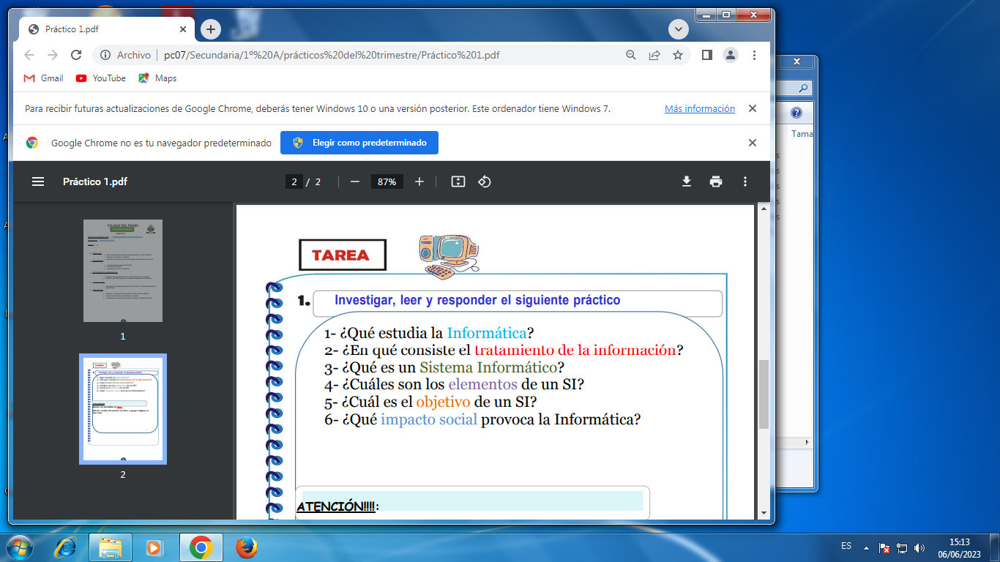 Práctico 1.pdf
Archivo pc07/Secundaria/1º%20A/prácticos%20del%20trimestre/Práctico%201.pdf
Gmail YouTube Maps
Para recibir futuras actualizaciones de Google Chrome, deberás tener Windows 10 o una versión posterior. Este ordenador tiene Windows 7. Más información
Google Chrome no es tu navegador predeterminado Elegir como predeterminado
Tama
Práctico 1.pdf 2 / 2 87%
COLEGIO DEL PRADO
1
TAREA
1. Investigar, leer y responder el siguiente práctico
1- ¿Qué estudia la Informática?
2- ¿En qué consiste el tratamiento de la información?
3- ¿Qué es un Sistema Informático?
4- ¿Cuáles son los elementos de un SI?
5- ¿Cuál es el objetivo de un SI?
6- ¿Qué impacto social provoca la Informática?
2
ATENCIÓN!!!!:
ES 15:13
06/06/2023